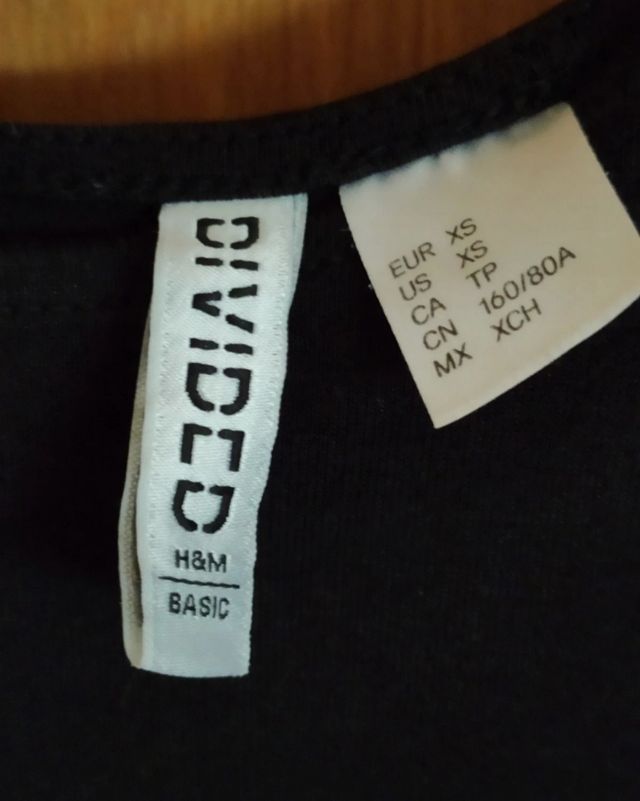 DIVIDED
H&M
BASIC
EUR XS
US XS
CA TP
CN 160/80A
MX XCH